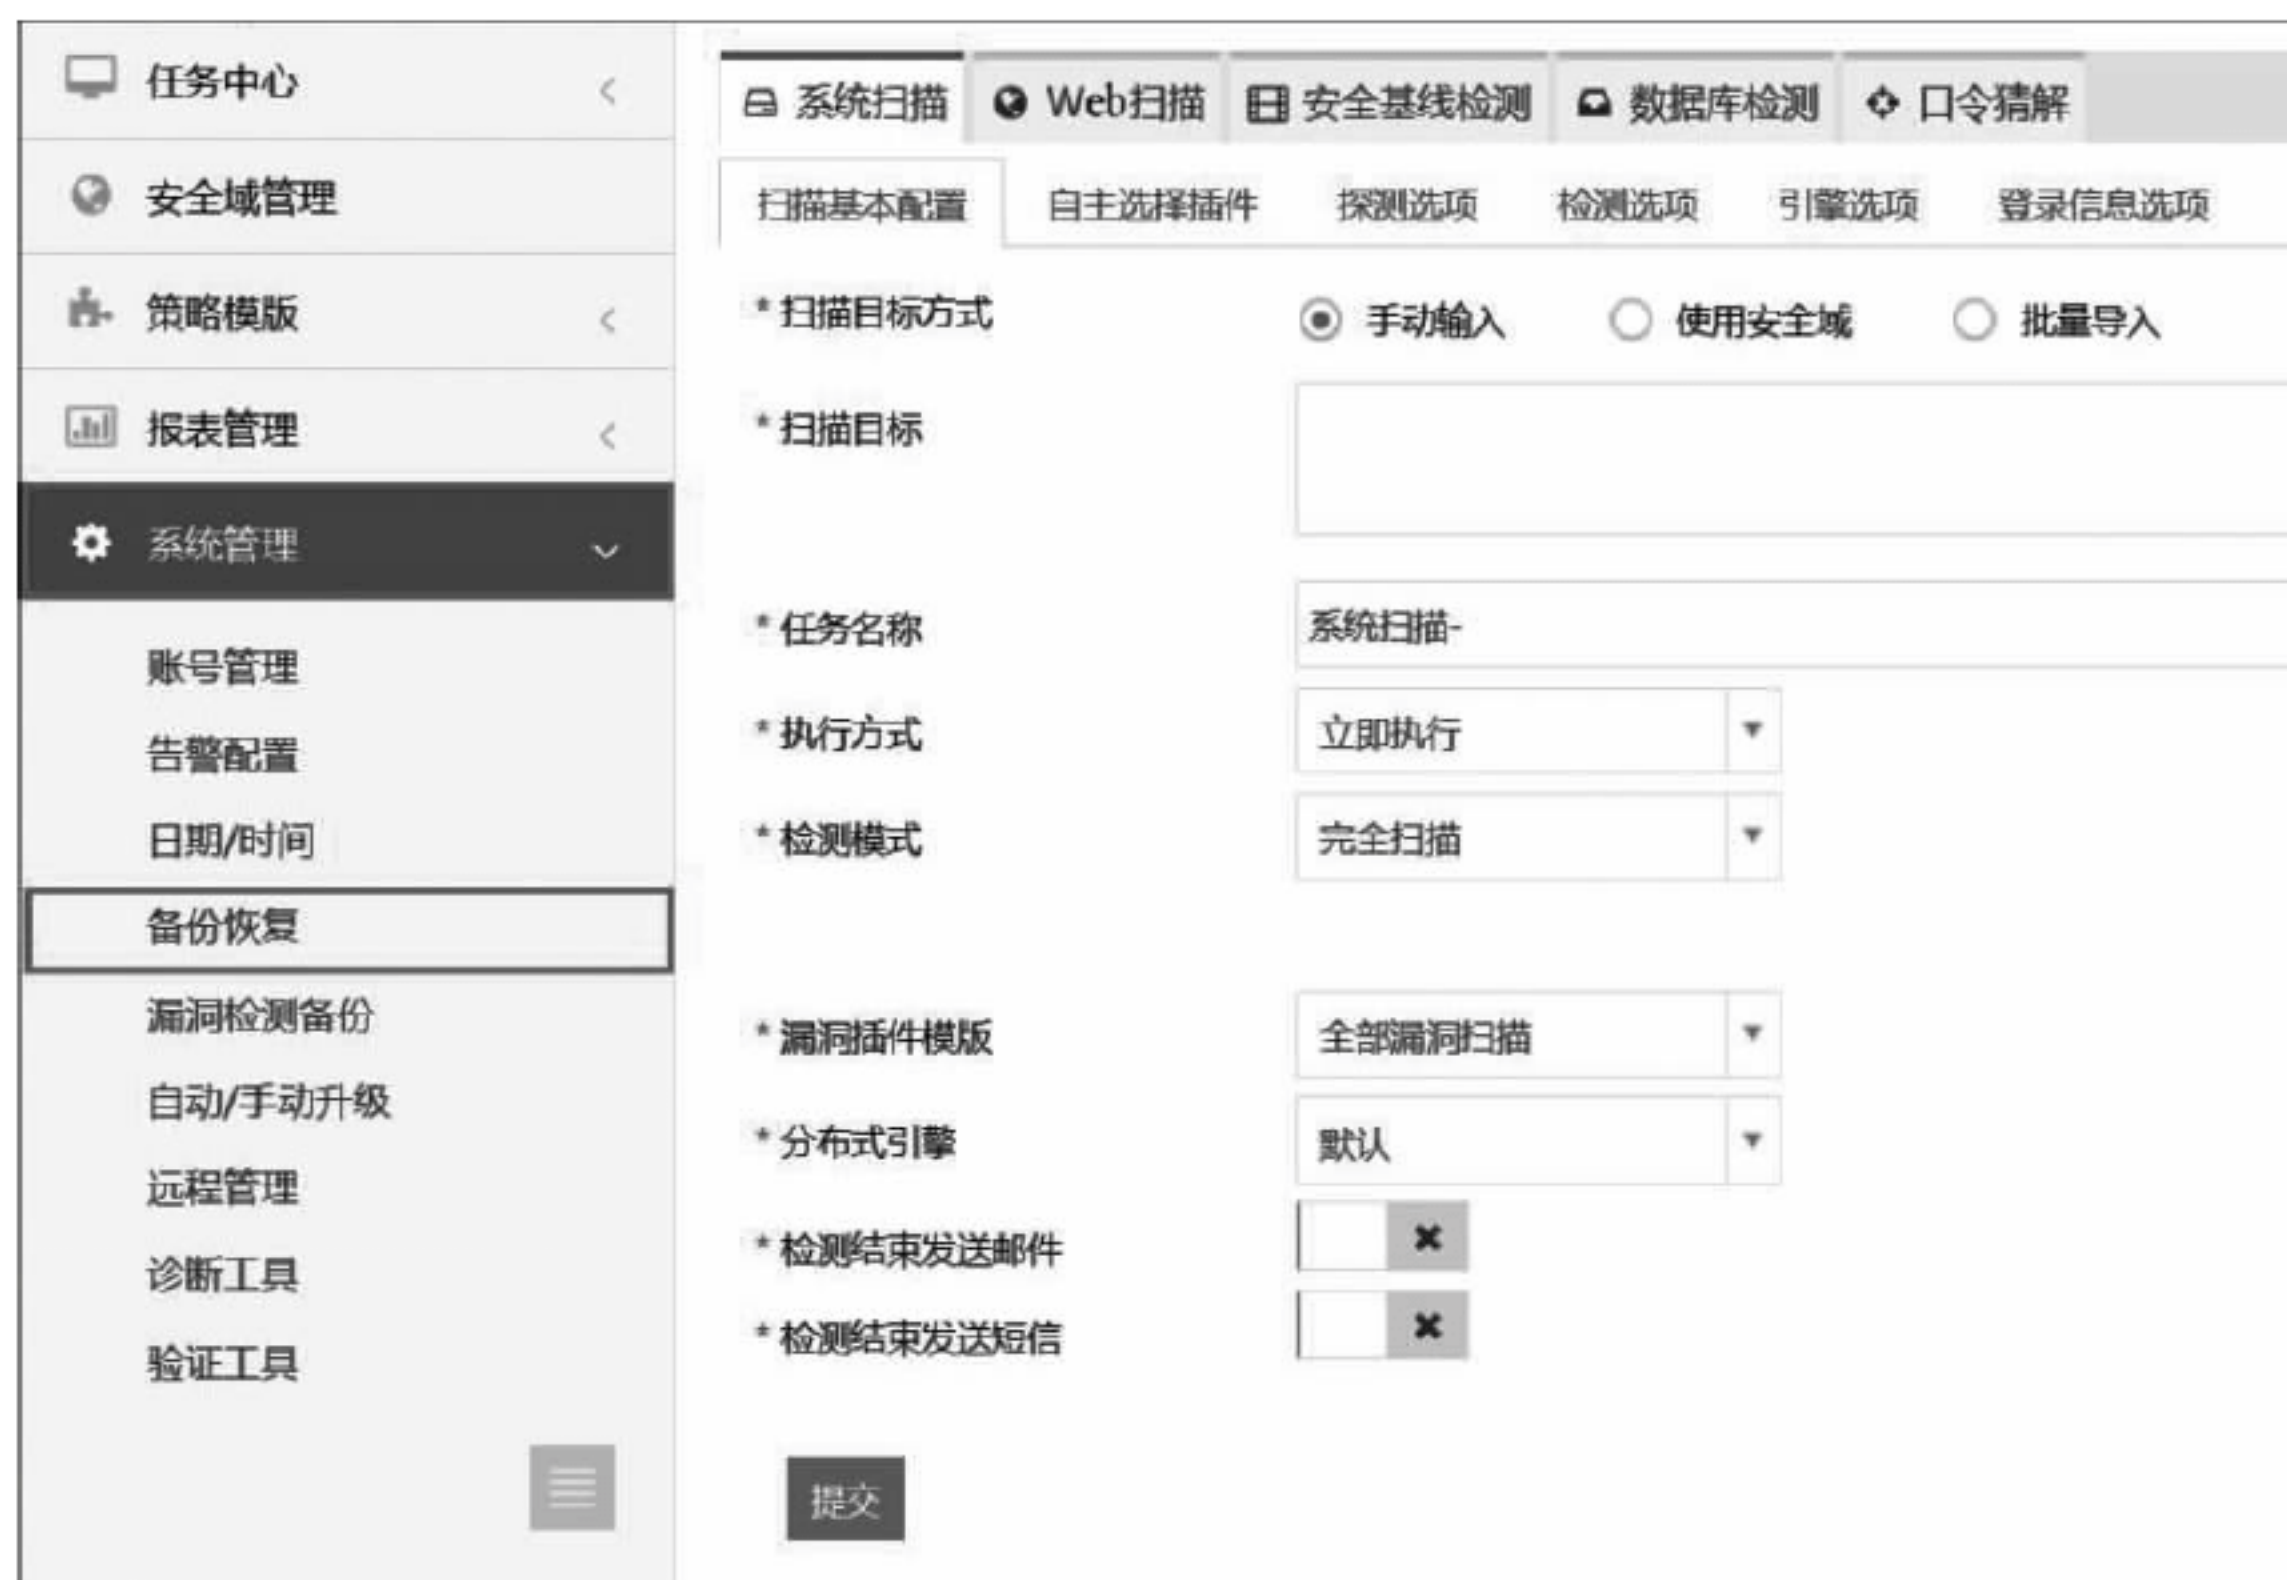 任务中心
安全域管理
策略模版
报表管理
系统管理
账号管理
告警配置
日期/时间
备份恢复
漏洞检测备份
自动/手动升级
远程管理
诊断工具
验证工具
系统扫描 Web扫描 安全基线检测 数据库检测 口令猜解
扫描基本配置 自主选择插件 探测选项 检测选项 引擎选项 登录信息选项
* 扫描目标方式 手动输入 使用安全域 批量导入
* 扫描目标
* 任务名称 系统扫描-
* 执行方式 立即执行
* 检测模式 完全扫描
* 漏洞插件模版 全部漏洞扫描
* 分布式引擎 默认
* 检测结束发送邮件
* 检测结束发送短信
提交